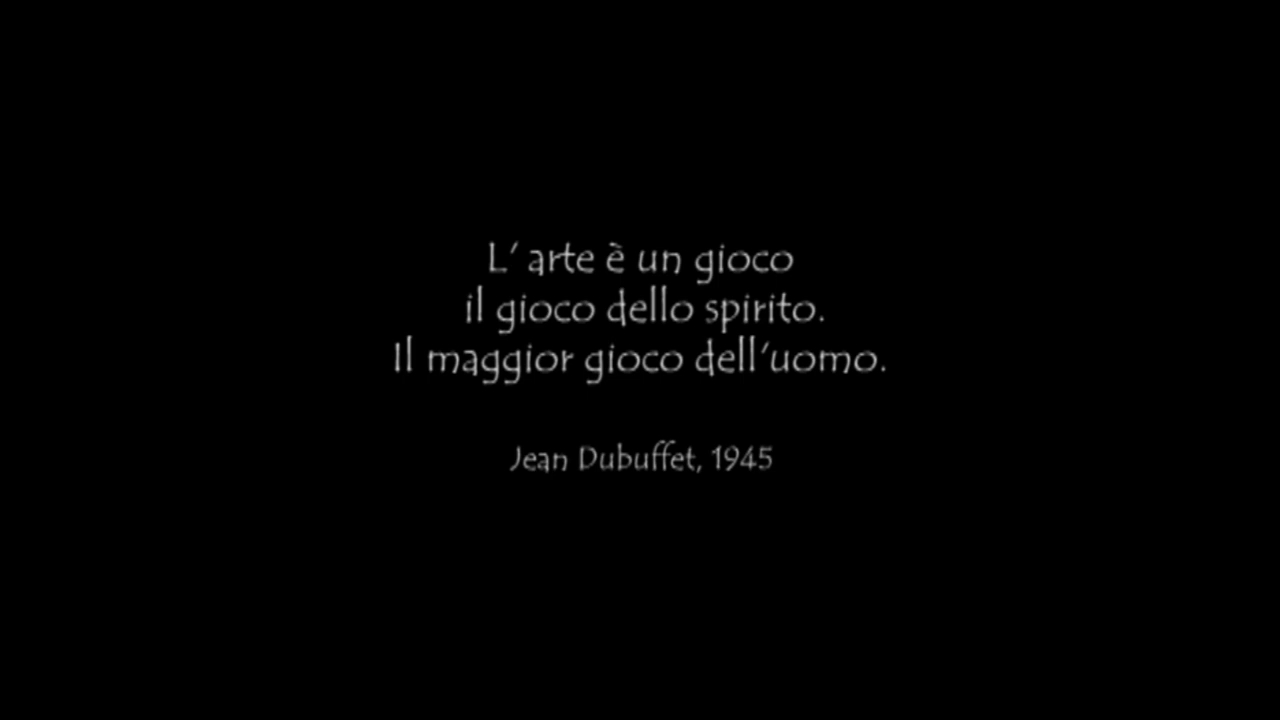 L' arte è un gioco
il gioco dello spirito.
Il maggior gioco dell'uomo.
Jean Dubuffet, 1945